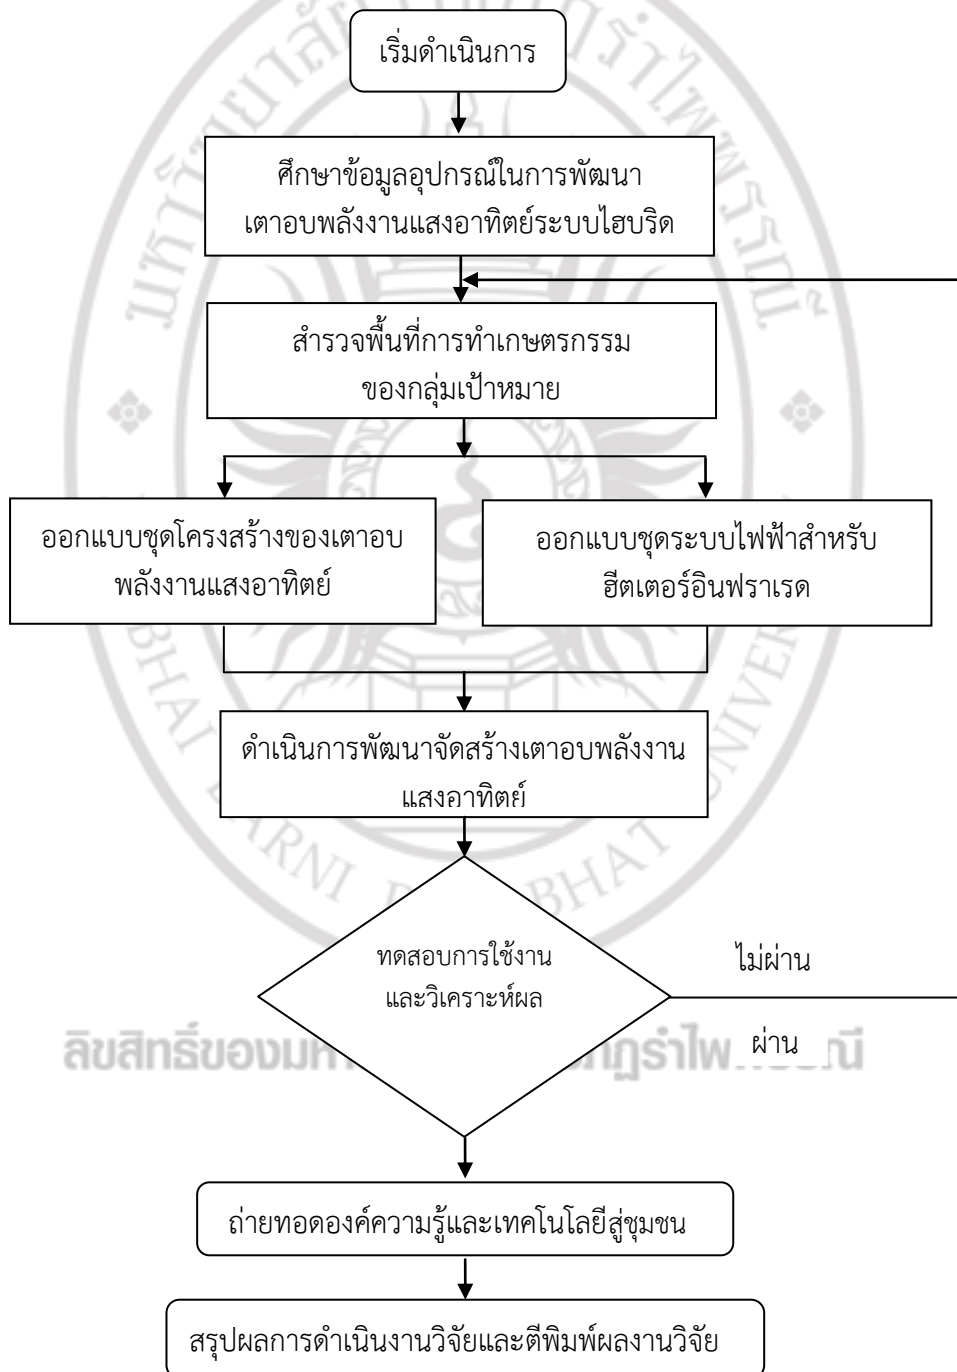 เริ่มดำเนินการ
ศึกษาข้อมูลอุปกรณ์ในการพัฒนา
เตาอบพลังงานแสงอาทิตย์ระบบไฮบริด
สำรวจพื้นที่การทำเกษตรกรรม
ของกลุ่มเป้าหมาย
ออกแบบชุดโครงสร้างของเตาอบ
พลังงานแสงอาทิตย์
ออกแบบชุดระบบไฟฟ้าสำหรับ
ฮีตเตอร์อินฟราเรด
ดำเนินการพัฒนาจัดสร้างเตาอบพลังงาน
แสงอาทิตย์
ทดสอบการใช้งาน
และวิเคราะห์ผล
ไม่ผ่าน
ผ่าน
ลิขสิทธิ์ของ
ถ่ายทอดองค์ความรู้และเทคโนโลยีสู่ชุมชน
สรุปผลการดำเนินงานวิจัยและตีพิมพ์ผลงานวิจัย